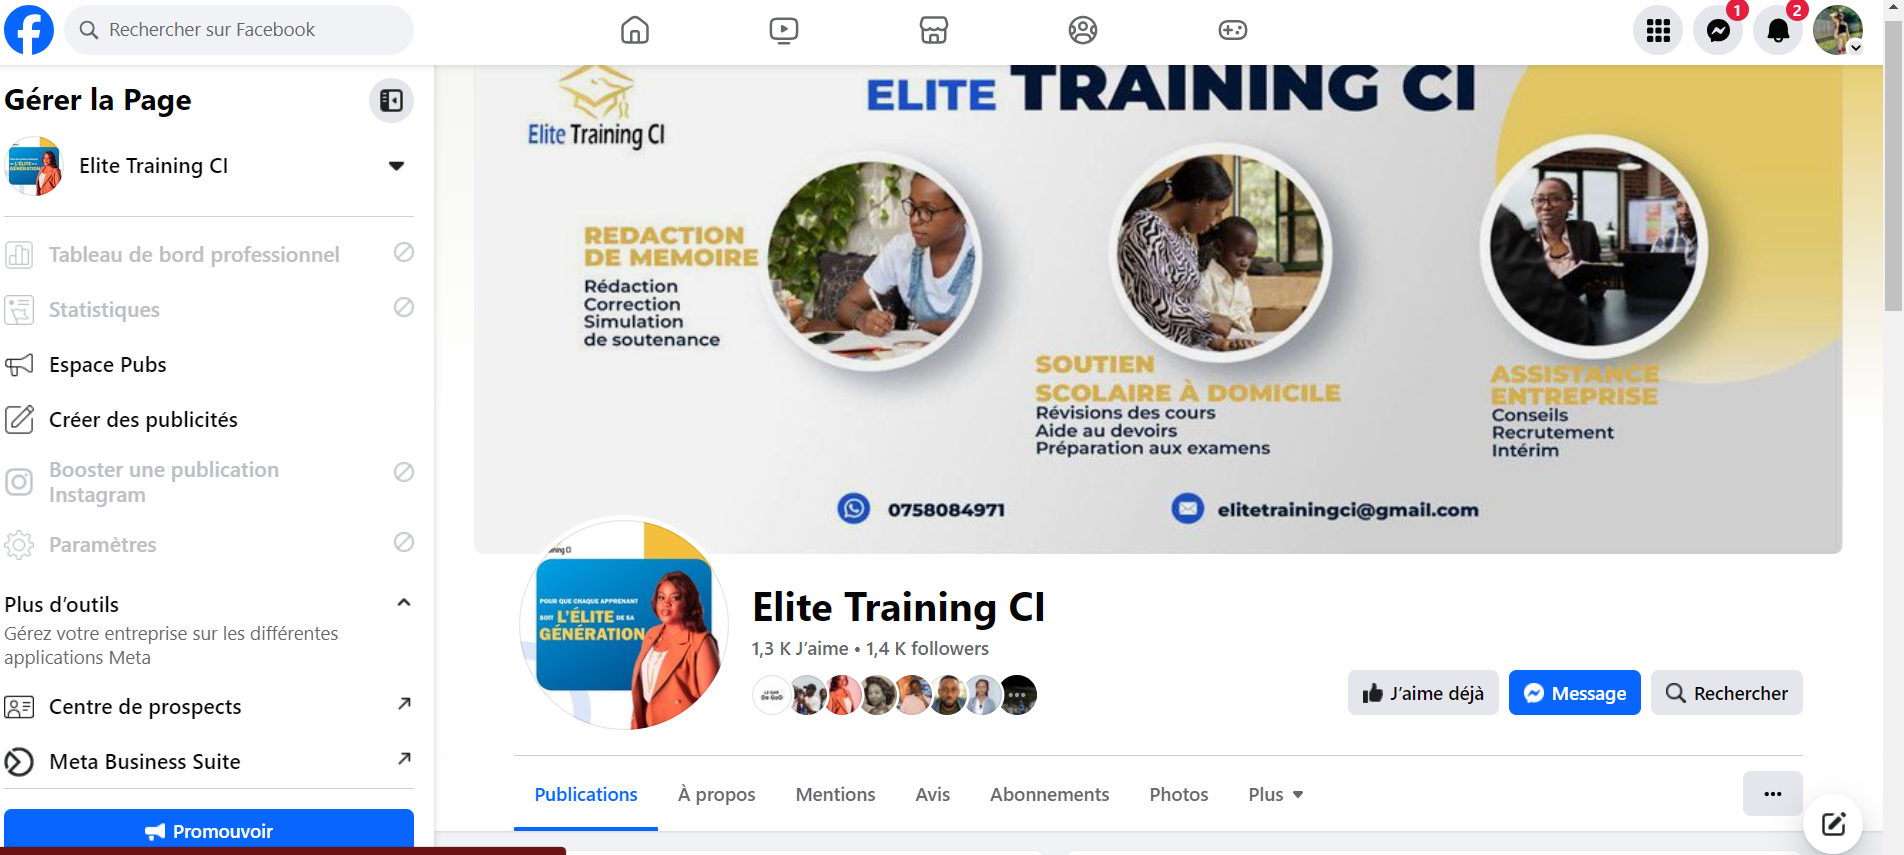 Rechercher sur Facebook
1
2
Gérer la Page
Elite Training CI
Tableau de bord professionnel
Statistiques
Espace Pubs
Créer des publicités
Booster une publication
Instagram
Paramètres
Plus d’outils
Gérez votre entreprise sur les différentes
applications Meta
Centre de prospects
Meta Business Suite
Promouvoir
Elite Training CI
ELITE TRAINING CI
REDACTION
DE MEMOIRE
Rédaction
Correction
Simulation
de soutenance
SOUTIEN
SCOLAIRE À DOMICILE
Révisions des cours
Aide au devoirs
Préparation aux examens
ASSISTANCE
ENTREPRISE
Conseils
Recrutement
Intérim
0758084971
elitetrainingci@gmail.com
ning CI
POUR QUE CHAQUE APPRENANT
SOIT L'ÉLITE DE SA
GÉNÉRATION
Elite Training CI
1,3 K J’aime • 1,4 K followers
J’aime déjà
Message
Rechercher
Publications
À propos
Mentions
Avis
Abonnements
Photos
Plus